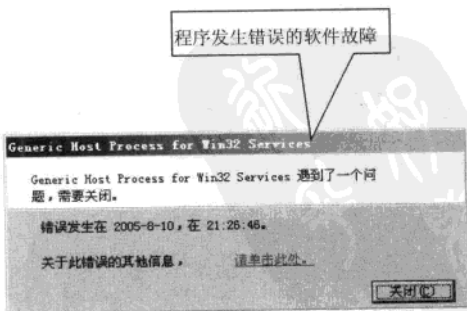 程序发生错误的软件故障
Generic Host Process for Win32 Services
Generic Host Process for Win32 Services 遇到了一个问
题，需要关闭。
错误发生在 2005-8-10，在 21:26:46。
关于此错误的其他信息， 请单击此处。
关闭(C)